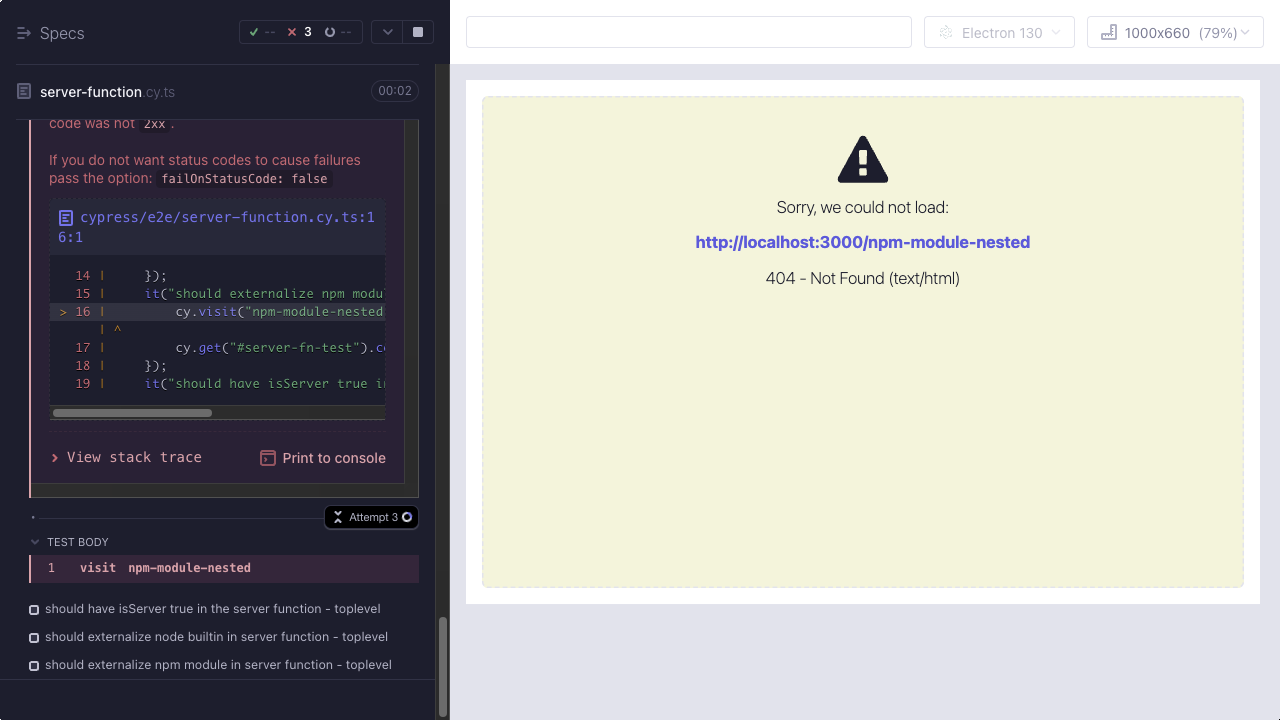 Specs
-- 3 --
Electron 130
1000x660 (79%)
server-function.cy.ts
00:02
code was not 2xx .
If you do not want status codes to cause failures
pass the option: failOnStatusCode: false
cypress/e2e/server-function.cy.ts:1
6:1
14 | });
15 | it("should externalize npm modul
> 16 | cy.visit("npm-module-nested
| ^
17 | cy.get("#server-fn-test").co
18 | });
19 | it("should have isServer true in
View stack trace
Print to console
Attempt 3
TEST BODY
1 visit npm-module-nested
should have isServer true in the server function - toplevel
should externalize node builtin in server function - toplevel
should externalize npm module in server function - toplevel
Sorry, we could not load:
http://localhost:3000/npm-module-nested
404 - Not Found (text/html)